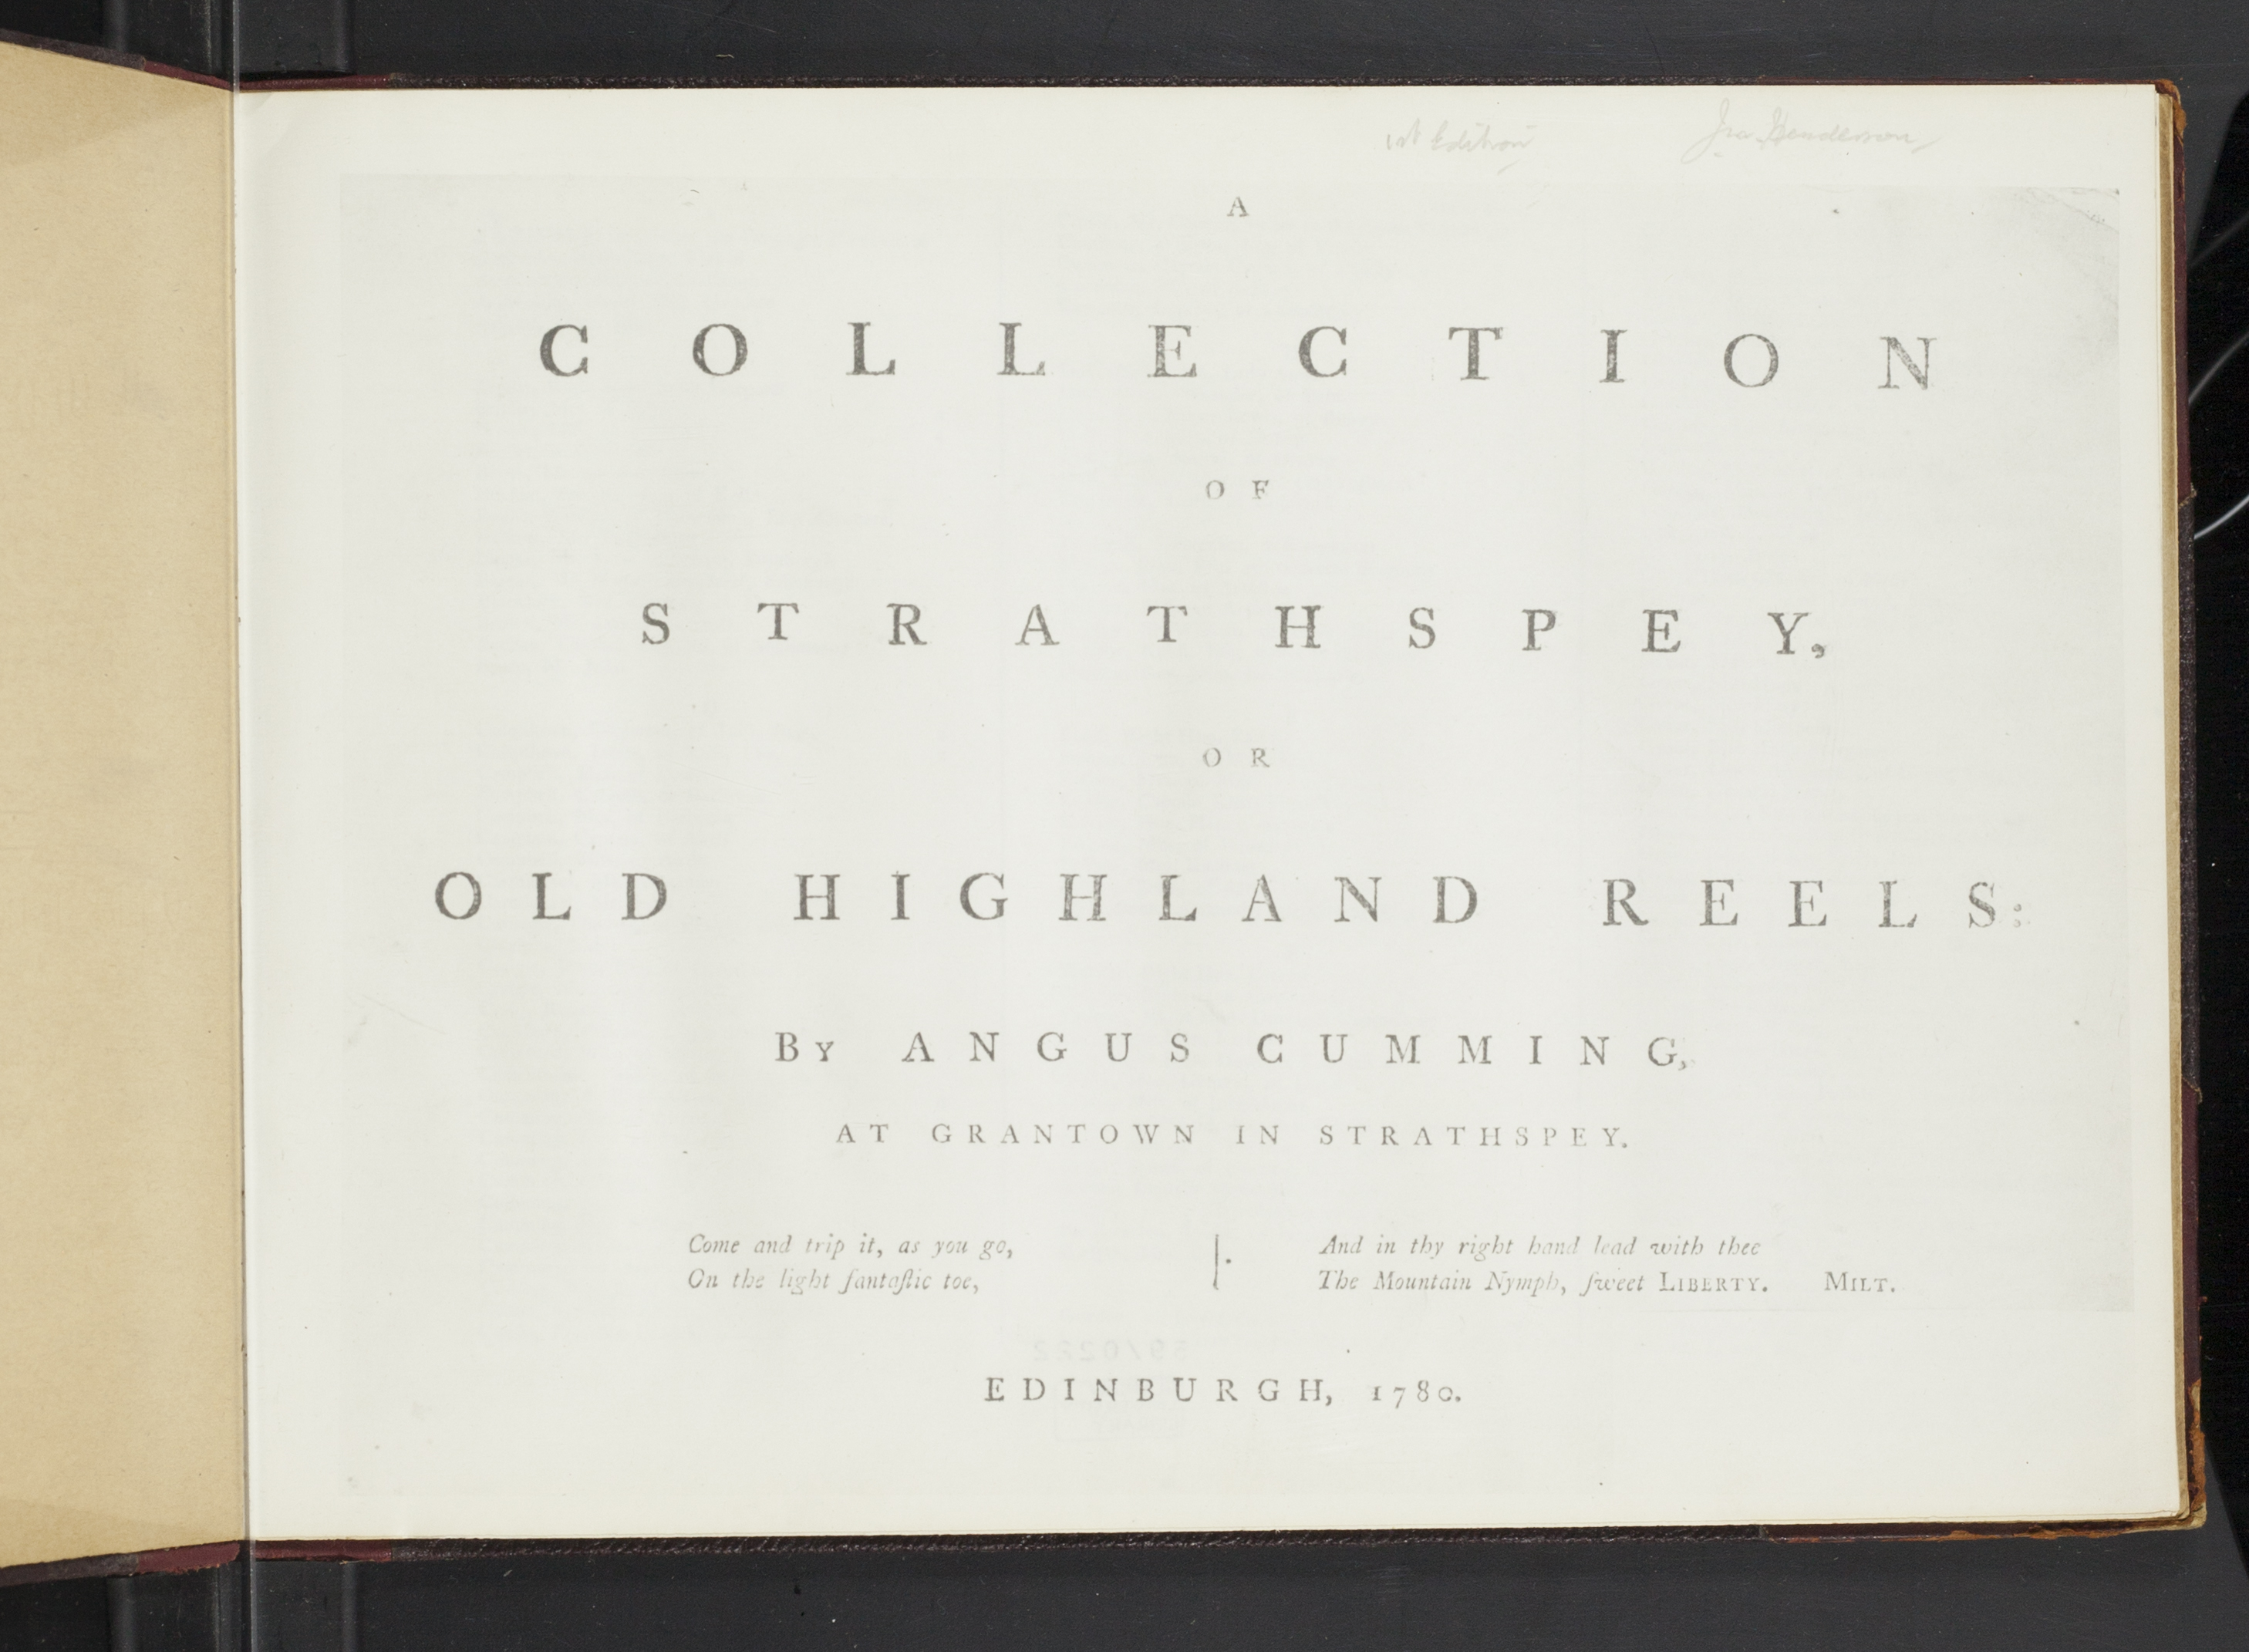 1st Edition Jno. Henderson
A
COLLECTION
OF
STRATHSPEY,
OR
OLD HIGHLAND REELS:
By ANGUS CUMMING,
AT GRANTOWN IN STRATHSPEY.
Come and trip it, as you go,
On the light fantaſtic toe,
And in thy right hand lead with thee
The Mountain Nymph, ſweet LIBERTY. MILT.
EDINBURGH, 1780.